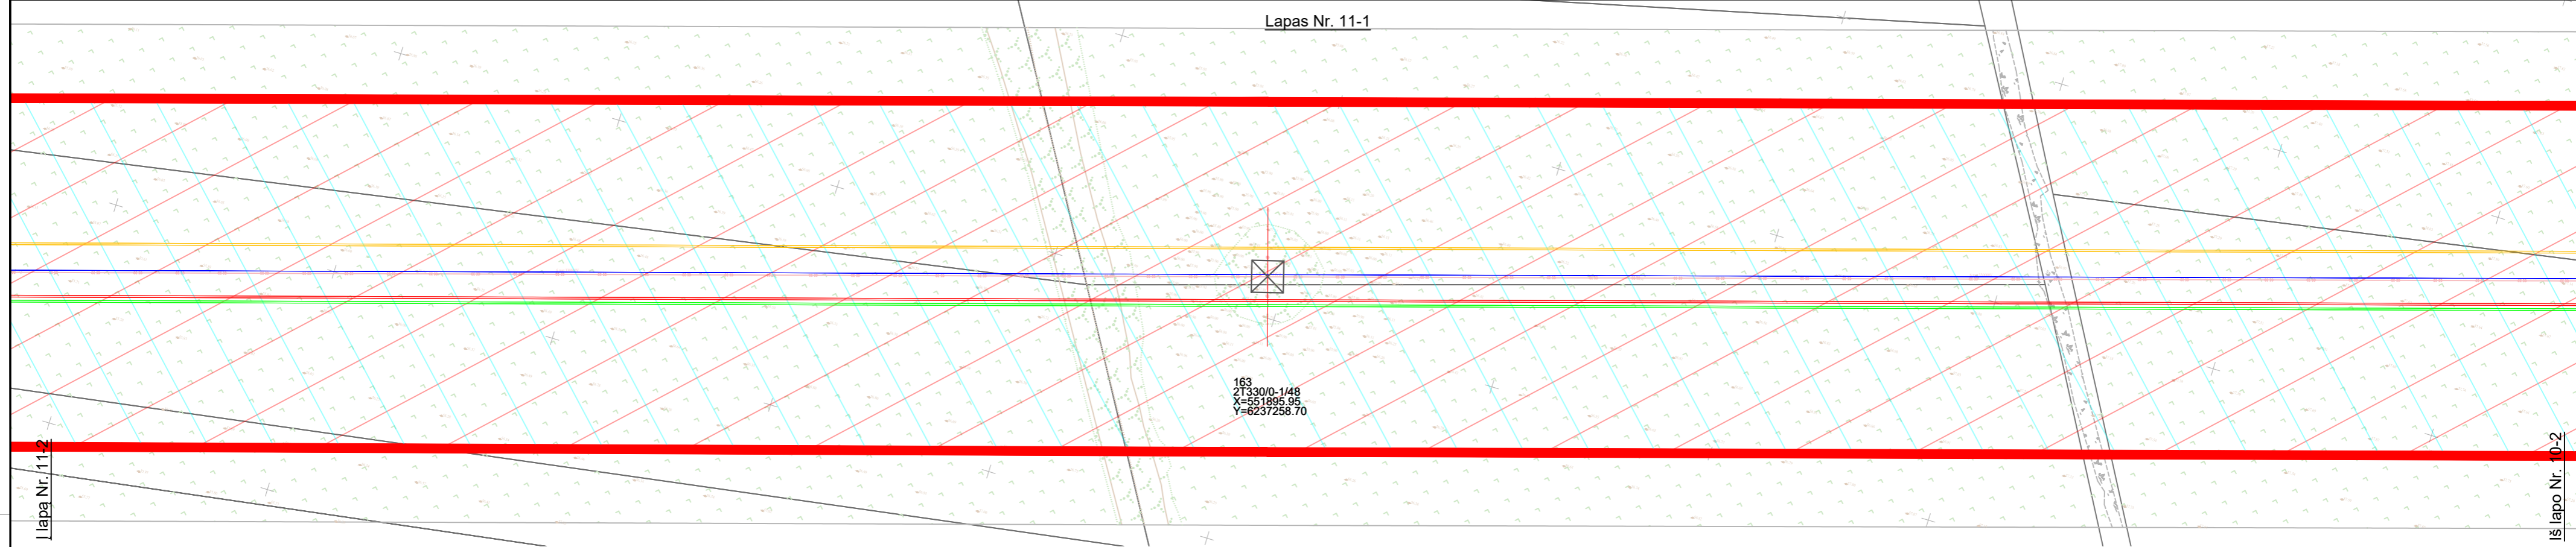 Lapas Nr. 11-1
163
2T330/0-1/48
X=551895.95
Y=6237258.70
Į lapą Nr. 11-2
Iš lapo Nr. 10-2